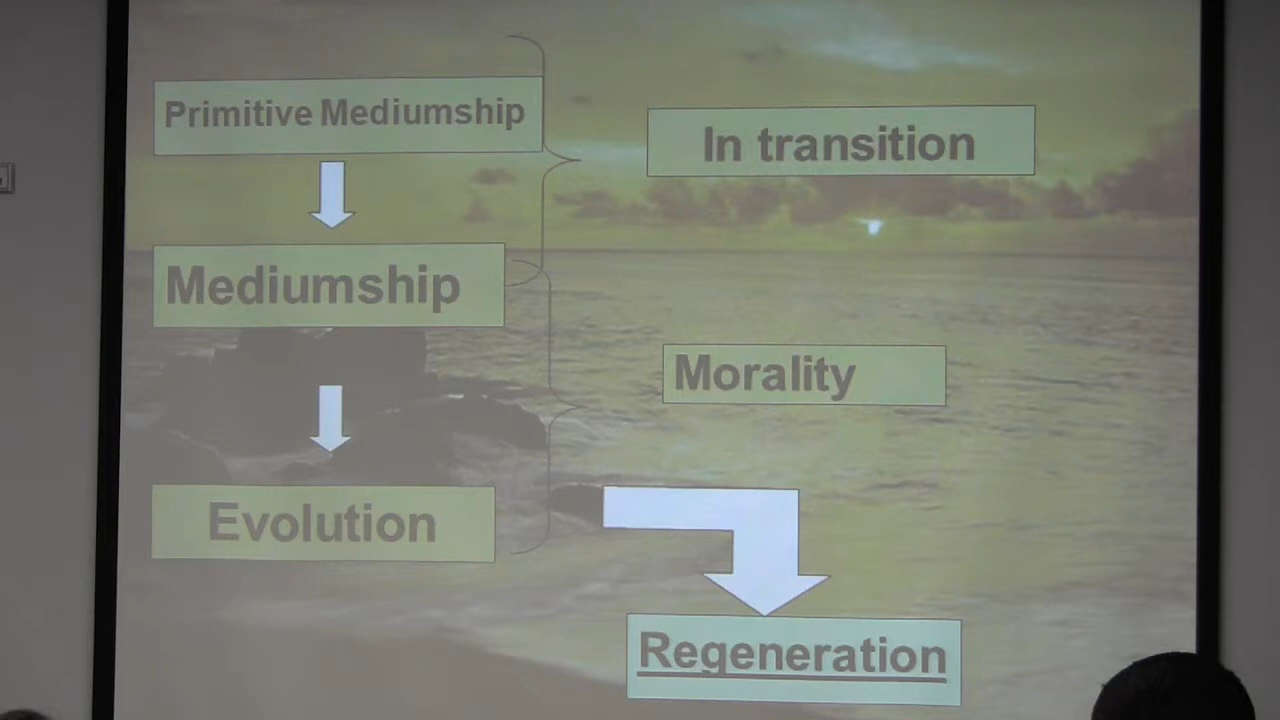 Primitive Mediumship
In transition
Mediumship
Morality
Evolution
Regeneration